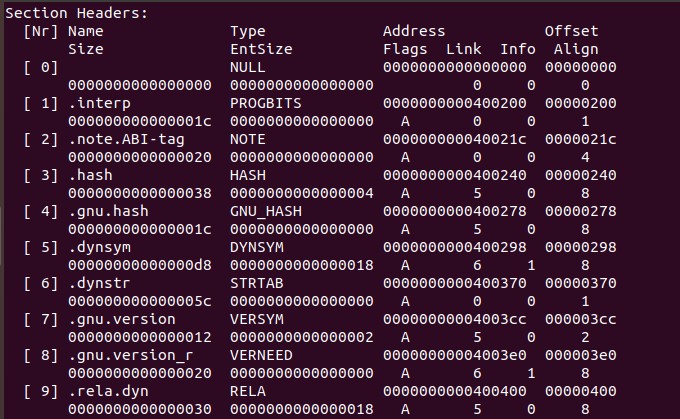 Section Headers:
  [Nr] Name              Type             Address           Offset
       Size              EntSize          Flags  Link  Info  Align
  [ 0]                   NULL             0000000000000000  00000000
       0000000000000000  0000000000000000           0     0     0
  [ 1] .interp           PROGBITS         0000000000400200  00000200
       000000000000001c  0000000000000000   A       0     0     1
  [ 2] .note.ABI-tag     NOTE             000000000040021c  0000021c
       0000000000000020  0000000000000000   A       0     0     4
  [ 3] .hash             HASH             0000000000400240  00000240
       0000000000000038  0000000000000004   A       5     0     8
  [ 4] .gnu.hash         GNU_HASH         0000000000400278  00000278
       000000000000001c  0000000000000000   A       5     0     8
  [ 5] .dynsym           DYNSYM           0000000000400298  00000298
       00000000000000d8  0000000000000018   A       6     1     8
  [ 6] .dynstr           STRTAB           0000000000400370  00000370
       000000000000005c  0000000000000000   A       0     0     1
  [ 7] .gnu.version      VERSYM           00000000004003cc  000003cc
       0000000000000012  0000000000000002   A       5     0     2
  [ 8] .gnu.version_r    VERNEED          00000000004003e0  000003e0
       0000000000000020  0000000000000000   A       6     1     8
  [ 9] .rela.dyn         RELA             0000000000400400  00000400
       0000000000000030  0000000000000018   A       5     0     8